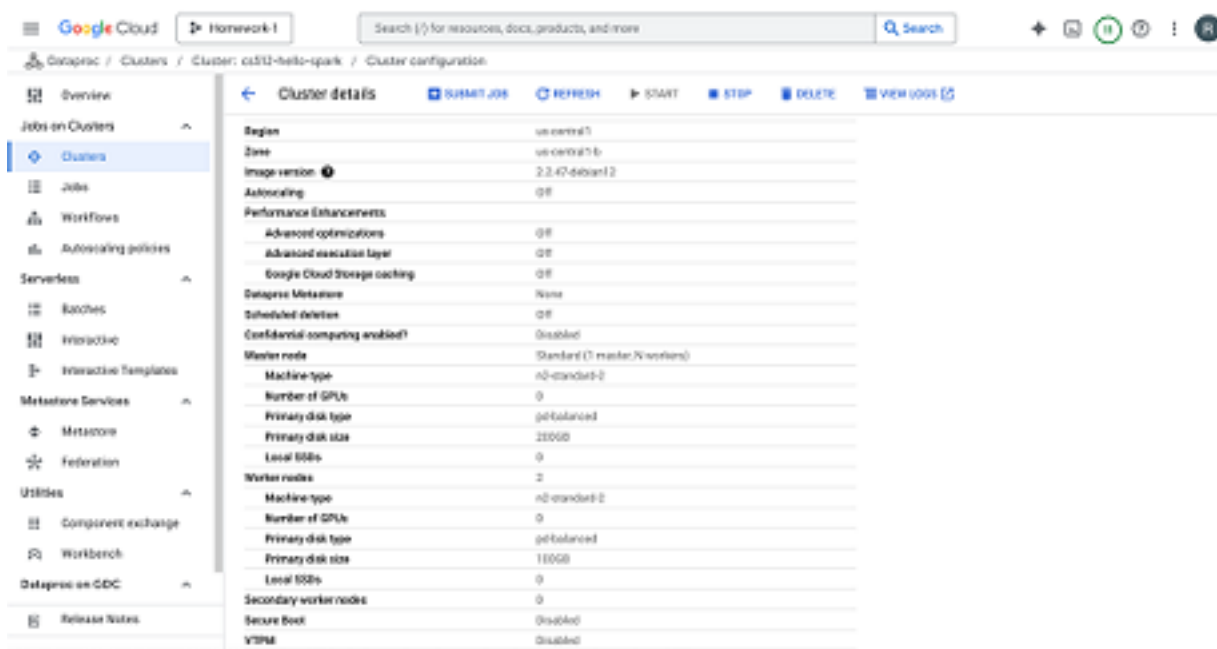 Google Cloud
Homework-1
Search (/) for resources, docs, products, and more
Search
Dataproc / Clusters / Cluster: cs512-hello-spark / Cluster configuration
Overview
Jobs on Clusters
Clusters
Jobs
Workflows
Autoscaling policies
Serverless
Batches
Interactive
Interactive Templates
Metastore Services
Metastore
Federation
Utilities
Component exchange
Workbench
Dataproc on GDC
Release Notes
Cluster details
SUBMIT JOB
REFRESH
START
STOP
DELETE
VIEW LOGS
Region us-central1
Zone us-central1-b
Image version 2.2.47-debian12
Autoscaling Off
Performance Enhancements
Advanced optimizations Off
Advanced execution layer Off
Google Cloud Storage caching Off
Dataproc Metastore None
Scheduled deletion Off
Confidential computing enabled? Disabled
Master node Standard (1 master, N workers)
Machine type n2-standard-2
Number of GPUs 0
Primary disk type pd-balanced
Primary disk size 200GB
Local SSDs 0
Worker nodes 2
Machine type n2-standard-2
Number of GPUs 0
Primary disk type pd-balanced
Primary disk size 100GB
Local SSDs 0
Secondary worker nodes 0
Secure Boot Disabled
VTPM Disabled